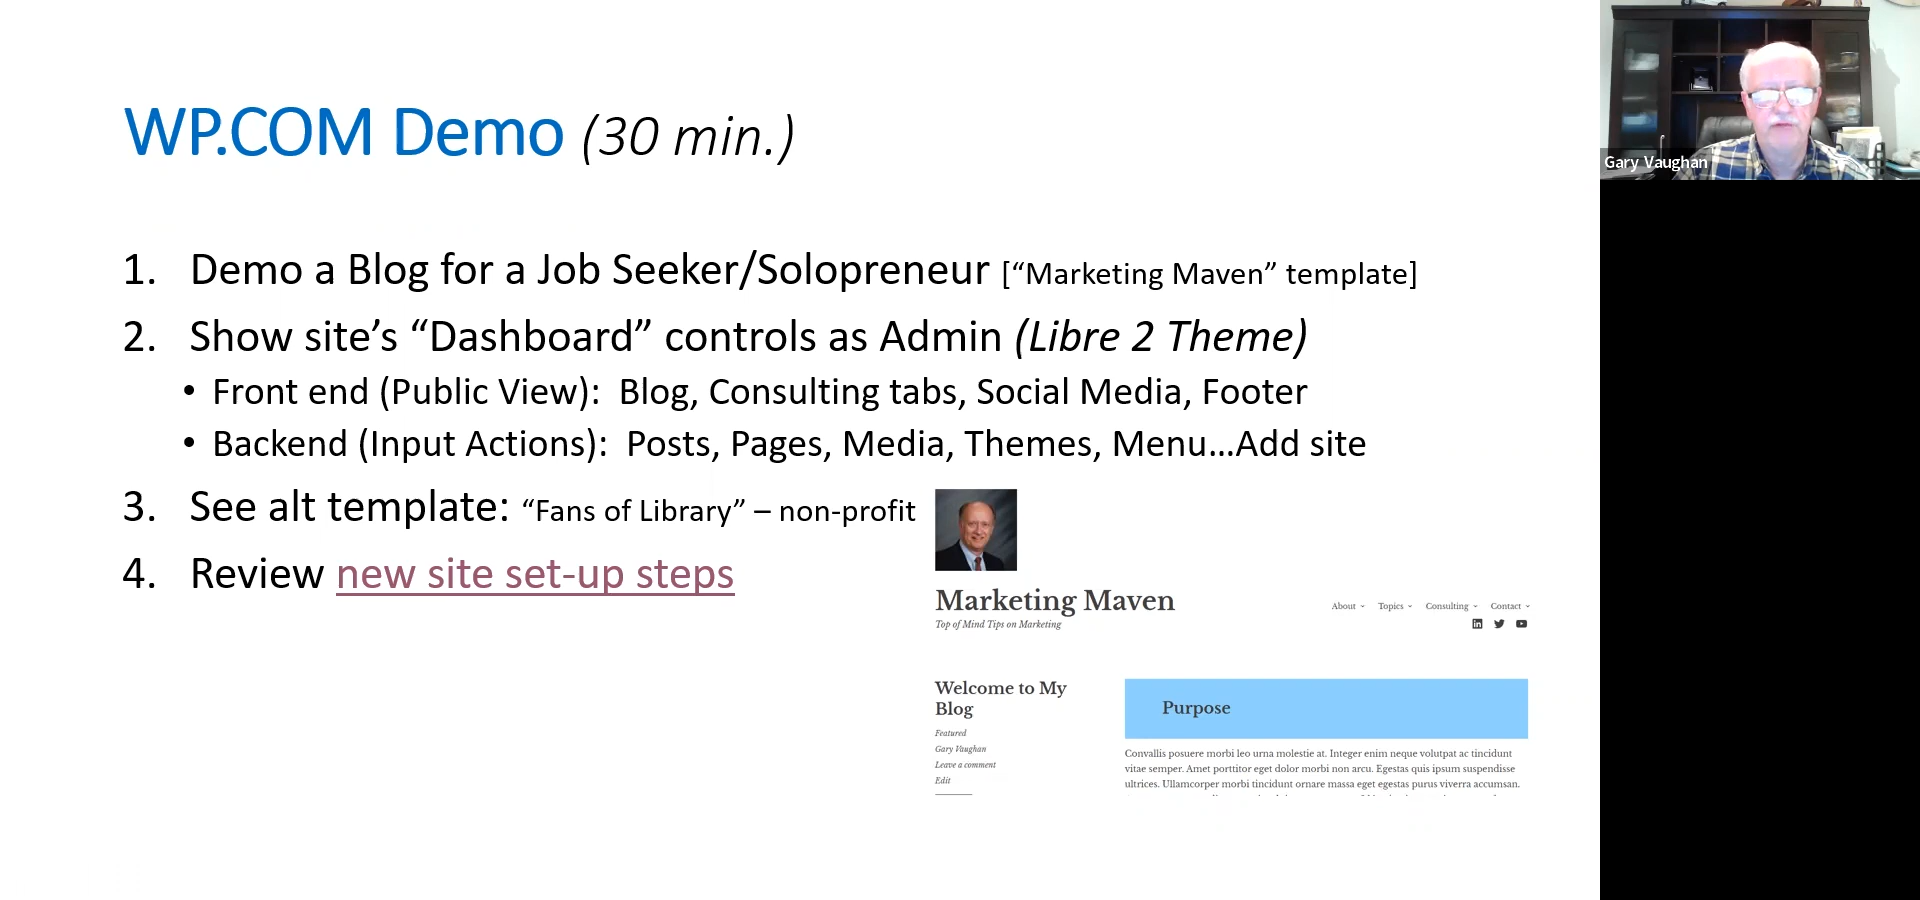 WP.COM Demo (30 min.)
1. Demo a Blog for a Job Seeker/Solopreneur [“Marketing Maven” template]
2. Show site’s “Dashboard” controls as Admin (Libre 2 Theme)
• Front end (Public View):  Blog, Consulting tabs, Social Media, Footer
• Backend (Input Actions):  Posts, Pages, Media, Themes, Menu…Add site
3. See alt template: “Fans of Library” – non-profit
4. Review new site set-up steps
Marketing Maven
Top of Mind Tips on Marketing
About Topics Consulting Contact
Welcome to My
Blog
Featured
Gary Vaughan
Leave a comment
Edit
Purpose
Convallis posuere morbi leo urna molestie at. Integer enim neque volutpat ac tincidunt
vitae semper. Amet porttitor eget dolor morbi non arcu. Egestas quis ipsum suspendisse
ultrices. Ullamcorper morbi tincidunt ornare massa eget egestas purus viverra accumsan.
Gary Vaughan